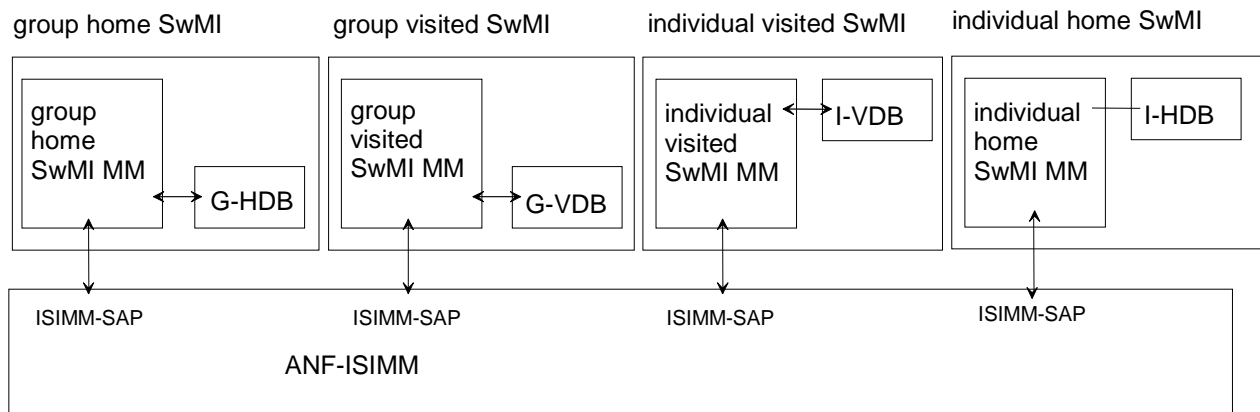 group home SwMI
group visited SwMI
individual visited SwMI
individual home SwMI
group
home
SwMI MM
G-HDB
group
visited
SwMI MM
G-VDB
individual
visited
SwMI MM
I-VDB
individual
home
SwMI MM
I-HDB
ISIMM-SAP
ISIMM-SAP
ISIMM-SAP
ISIMM-SAP
ANF-ISIMM